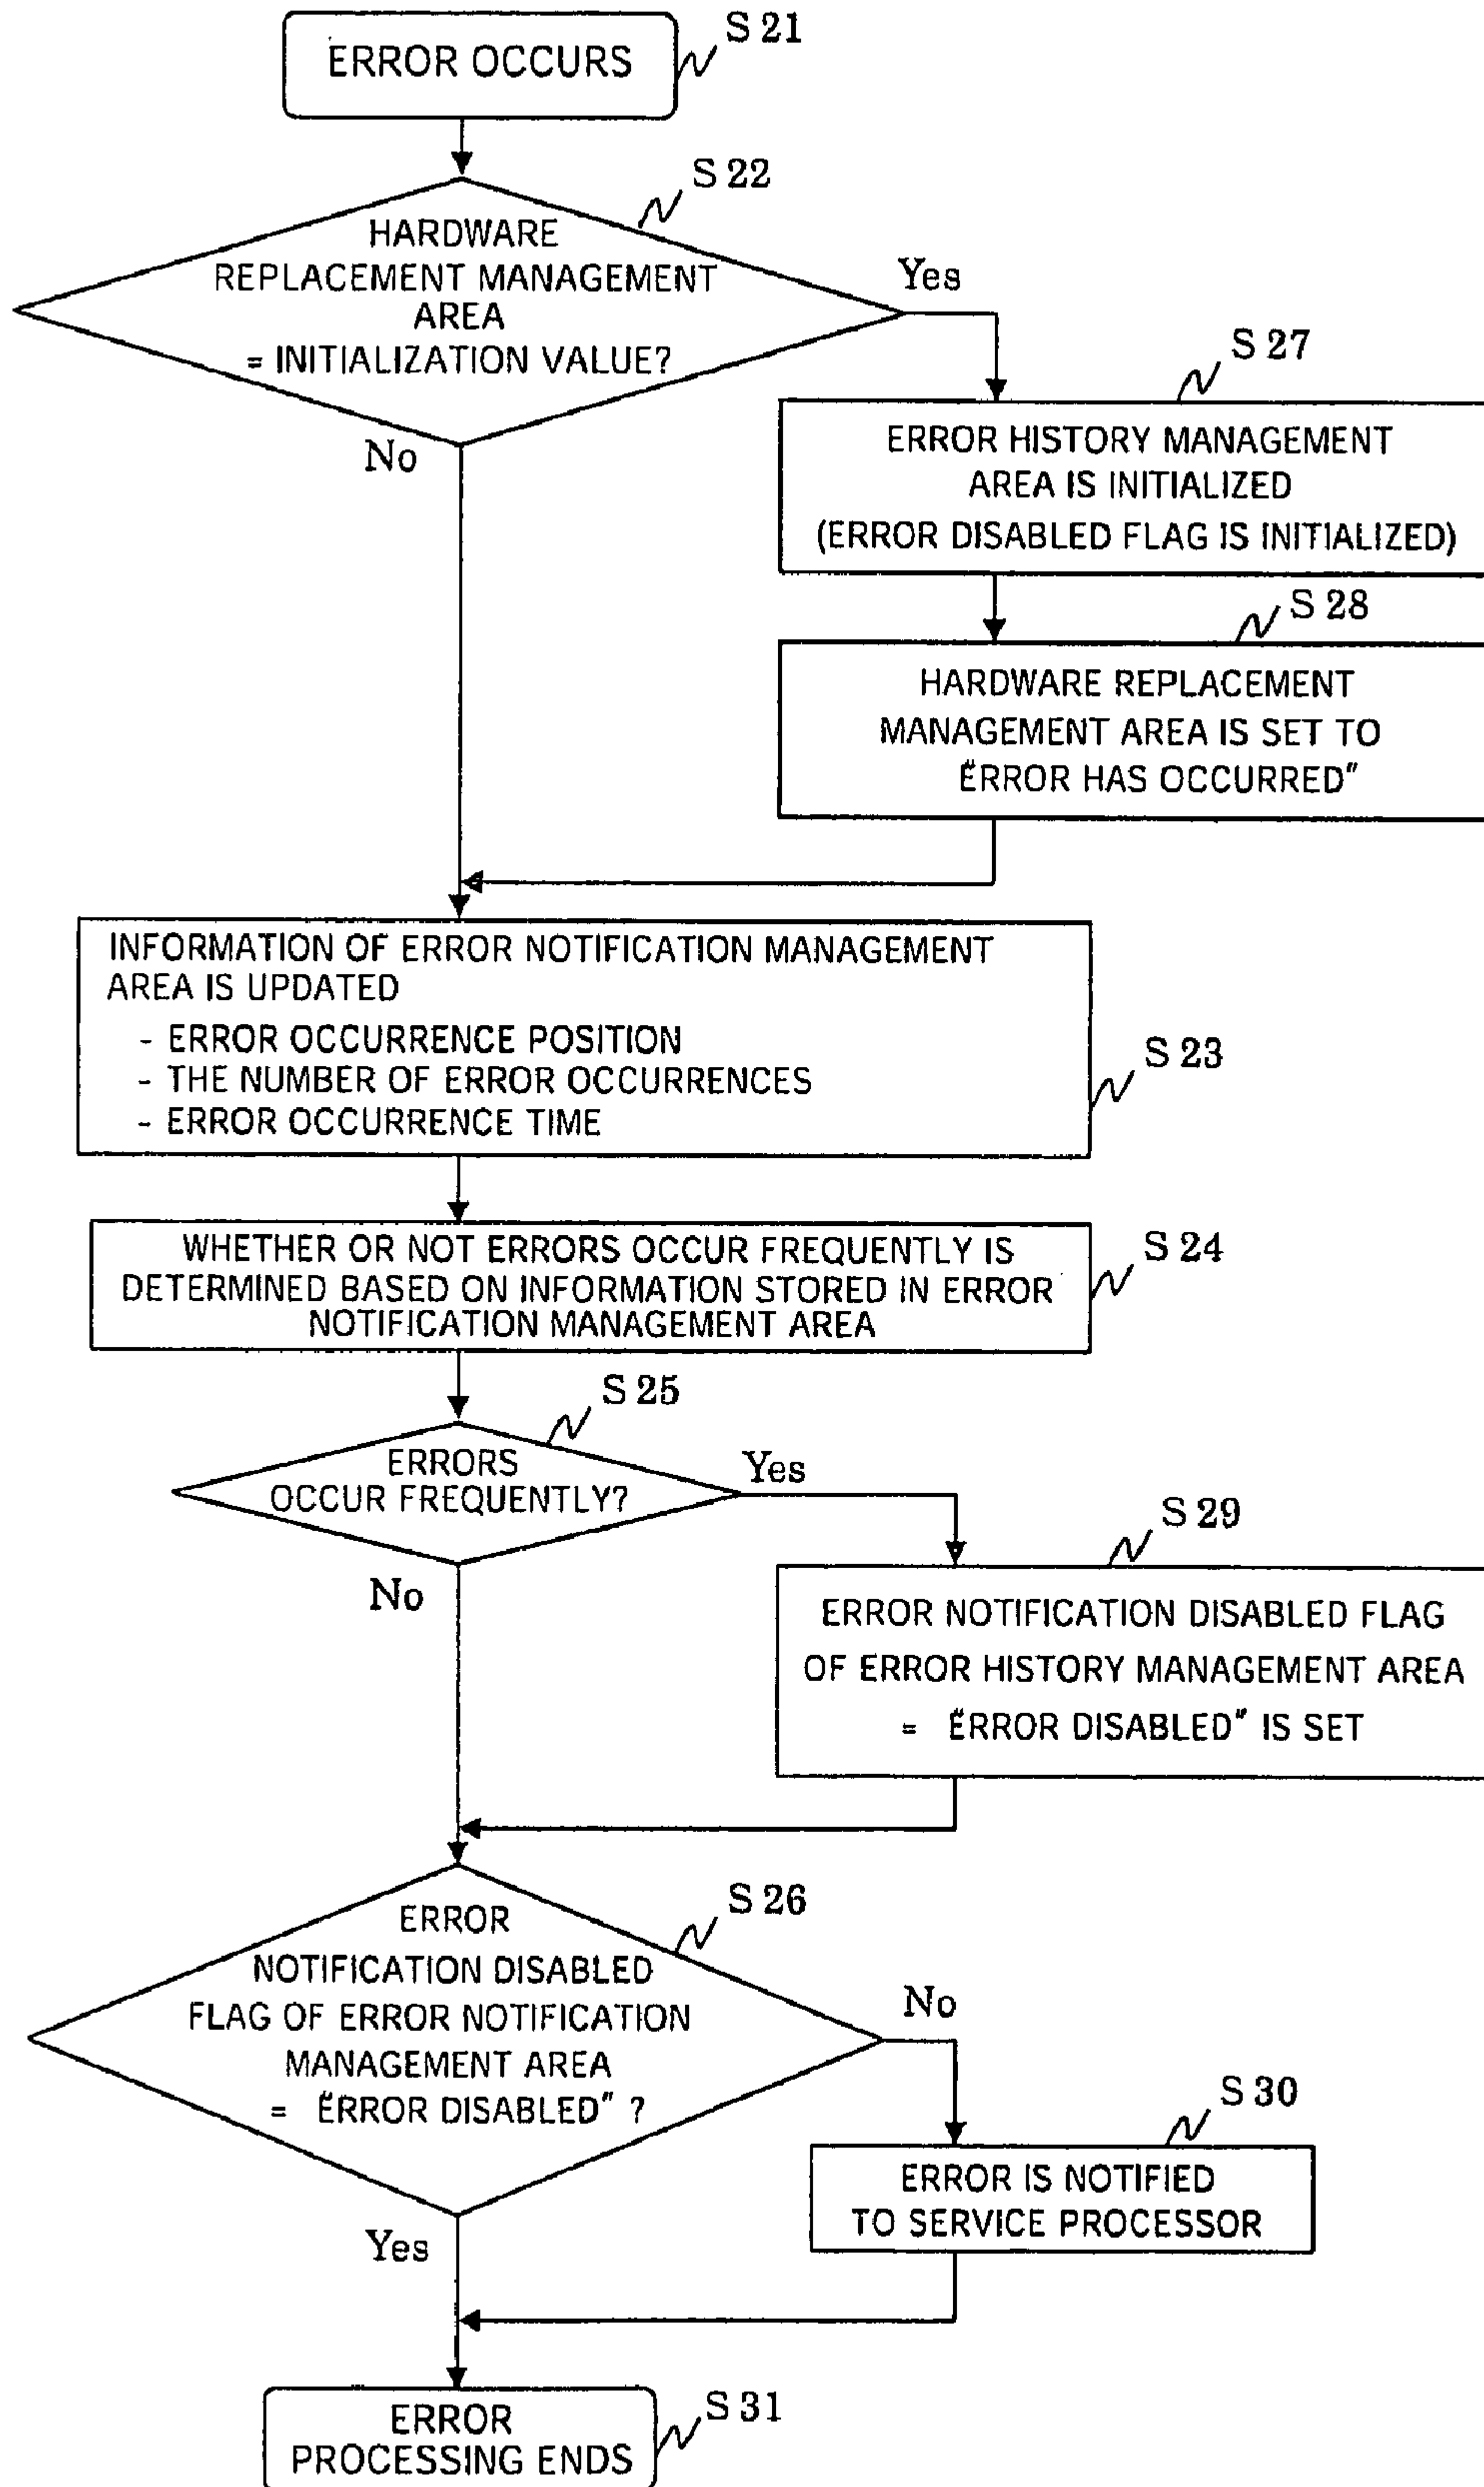 ERROR OCCURS
S 21
S 22
HARDWARE
REPLACEMENT MANAGEMENT
AREA
= INITIALIZATION VALUE?
Yes
No
S 27
ERROR HISTORY MANAGEMENT
AREA IS INITIALIZED
(ERROR DISABLED FLAG IS INITIALIZED)
S 28
HARDWARE REPLACEMENT
MANAGEMENT AREA IS SET TO
"ERROR HAS OCCURRED"
INFORMATION OF ERROR NOTIFICATION MANAGEMENT
AREA IS UPDATED
- ERROR OCCURRENCE POSITION
- THE NUMBER OF ERROR OCCURRENCES
- ERROR OCCURRENCE TIME
S 23
WHETHER OR NOT ERRORS OCCUR FREQUENTLY IS
DETERMINED BASED ON INFORMATION STORED IN ERROR
NOTIFICATION MANAGEMENT AREA
S 24
S 25
ERRORS
OCCUR FREQUENTLY?
Yes
No
S 29
ERROR NOTIFICATION DISABLED FLAG
OF ERROR HISTORY MANAGEMENT AREA
= "ERROR DISABLED" IS SET
S 26
ERROR
NOTIFICATION DISABLED
FLAG OF ERROR NOTIFICATION
MANAGEMENT AREA
= "ERROR DISABLED" ?
No
Yes
S 30
ERROR IS NOTIFIED
TO SERVICE PROCESSOR
ERROR
PROCESSING ENDS
S 31